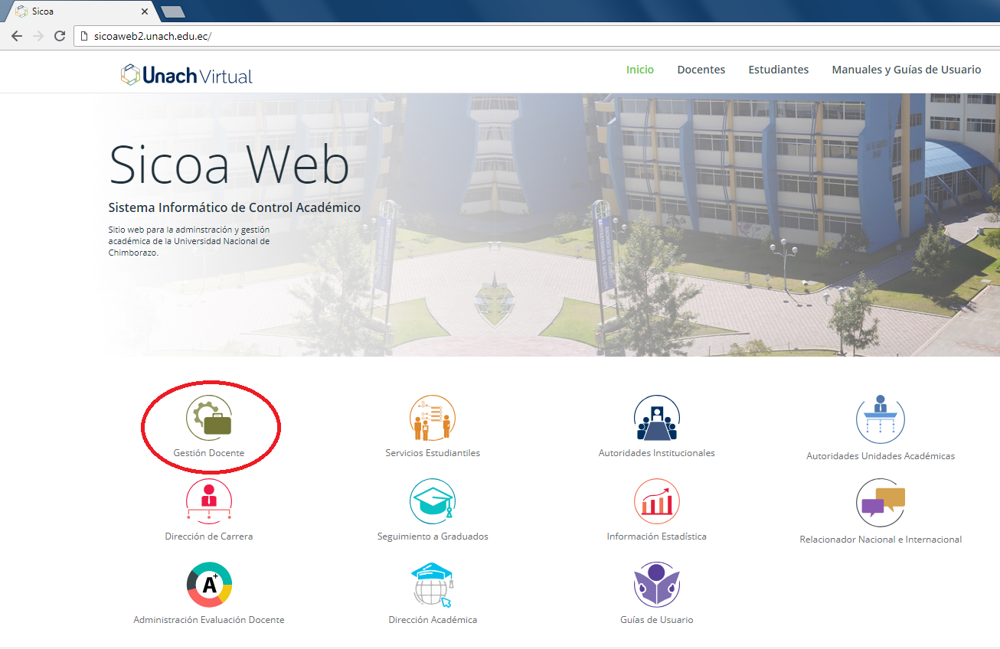 Sicoa
sicoaweb2.unach.edu.ec/
Unach Virtual
Inicio
Docentes
Estudiantes
Manuales y Guías de Usuario
Sicoa Web
Sistema Informático de Control Académico
Sitio web para la adminstración y gestión
académica de la Universidad Nacional de
Chimborazo.
Gestión Docente
Servicios Estudiantiles
Autoridades Institucionales
Autoridades Unidades Académicas
Dirección de Carrera
Seguimiento a Graduados
Información Estadística
Relacionador Nacional e Internacional
A+
Administración Evaluación Docente
Dirección Académica
Guías de Usuario